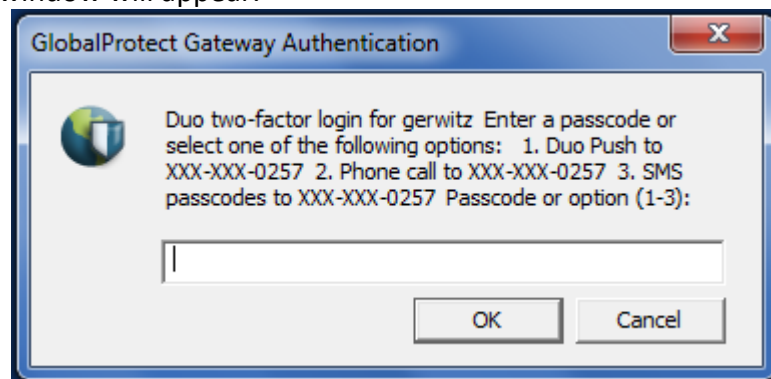 window will appear:
GlobalProtect Gateway Authentication
Duo two-factor login for gerwitz Enter a passcode or
select one of the following options: 1. Duo Push to
XXX-XXX-0257 2. Phone call to XXX-XXX-0257 3. SMS
passcodes to XXX-XXX-0257 Passcode or option (1-3):
OK Cancel